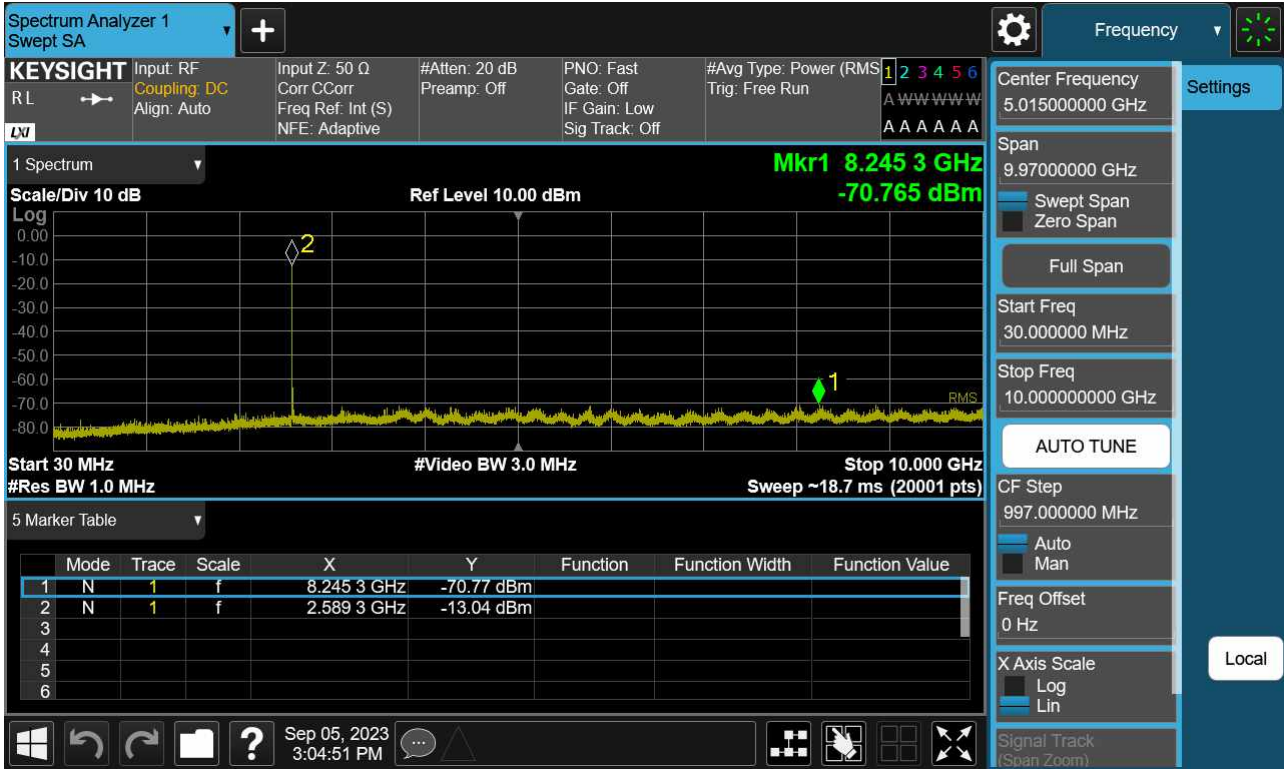 Spectrum Analyzer 1
Swept SA
Frequency
KEYSIGHT
R L
LXI
Input: RF
Coupling: DC
Align: Auto
Input Z: 50 Ω
Corr CCorr
Freq Ref: Int (S)
NFE: Adaptive
#Atten: 20 dB
Preamp: Off
PNO: Fast
Gate: Off
IF Gain: Low
Sig Track: Off
#Avg Type: Power (RMS
Trig: Free Run
1 2 3 4 5 6
A W W W W W
A A A A A A
1 Spectrum
Scale/Div 10 dB
Ref Level 10.00 dBm
Mkr1 8.245 3 GHz
-70.765 dBm
Log
0.00
-10.0
-20.0
-30.0
-40.0
-50.0
-60.0
-70.0
-80.0
2
1
RMS
Start 30 MHz
#Video BW 3.0 MHz
Stop 10.000 GHz
#Res BW 1.0 MHz
Sweep ~18.7 ms (20001 pts)
5 Marker Table
Mode Trace Scale X Y Function Function Width Function Value
1 N 1 f 8.245 3 GHz -70.77 dBm
2 N 1 f 2.589 3 GHz -13.04 dBm
3
4
5
6
Sep 05, 2023
3:04:51 PM
Center Frequency
5.015000000 GHz
Span
9.97000000 GHz
Swept Span
Zero Span
Full Span
Start Freq
30.000000 MHz
Stop Freq
10.000000000 GHz
AUTO TUNE
CF Step
997.000000 MHz
Auto
Man
Freq Offset
0 Hz
X Axis Scale
Log
Lin
Signal Track
(Span Zoom)
Settings
Local